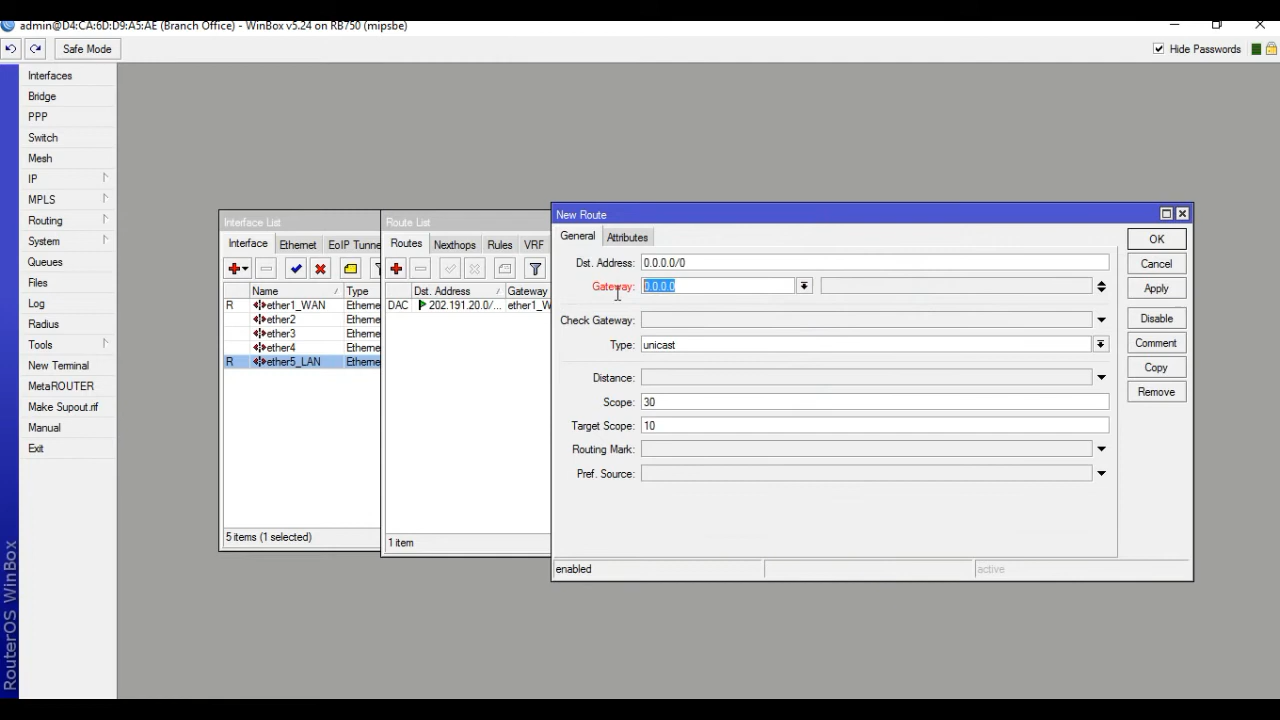 admin@D4:CA:6D:D9:A5:AE (Branch Office) - WinBox v5.24 on RB750 (mipsbe)
Safe Mode
Hide Passwords
Interfaces
Bridge
PPP
Switch
Mesh
IP
MPLS
Routing
System
Queues
Files
Log
Radius
Tools
New Terminal
MetaROUTER
Make Supout.rif
Manual
Exit
RouterOS WinBox
Interface List
Interface Ethernet EoIP Tunne
Name Type
R ether1_WAN Etherne
ether2 Etherne
ether3 Etherne
ether4 Etherne
R ether5_LAN Etherne
5 items (1 selected)
Route List
Routes Nexthops Rules VRF
Dst. Address Gateway
DAC 202.191.20.0/... ether1_W
1 item
New Route
General Attributes
Dst. Address: 0.0.0.0/0
Gateway: 0.0.0.0
Check Gateway:
Type: unicast
Distance:
Scope: 30
Target Scope: 10
Routing Mark:
Pref. Source:
OK
Cancel
Apply
Disable
Comment
Copy
Remove
enabled
active